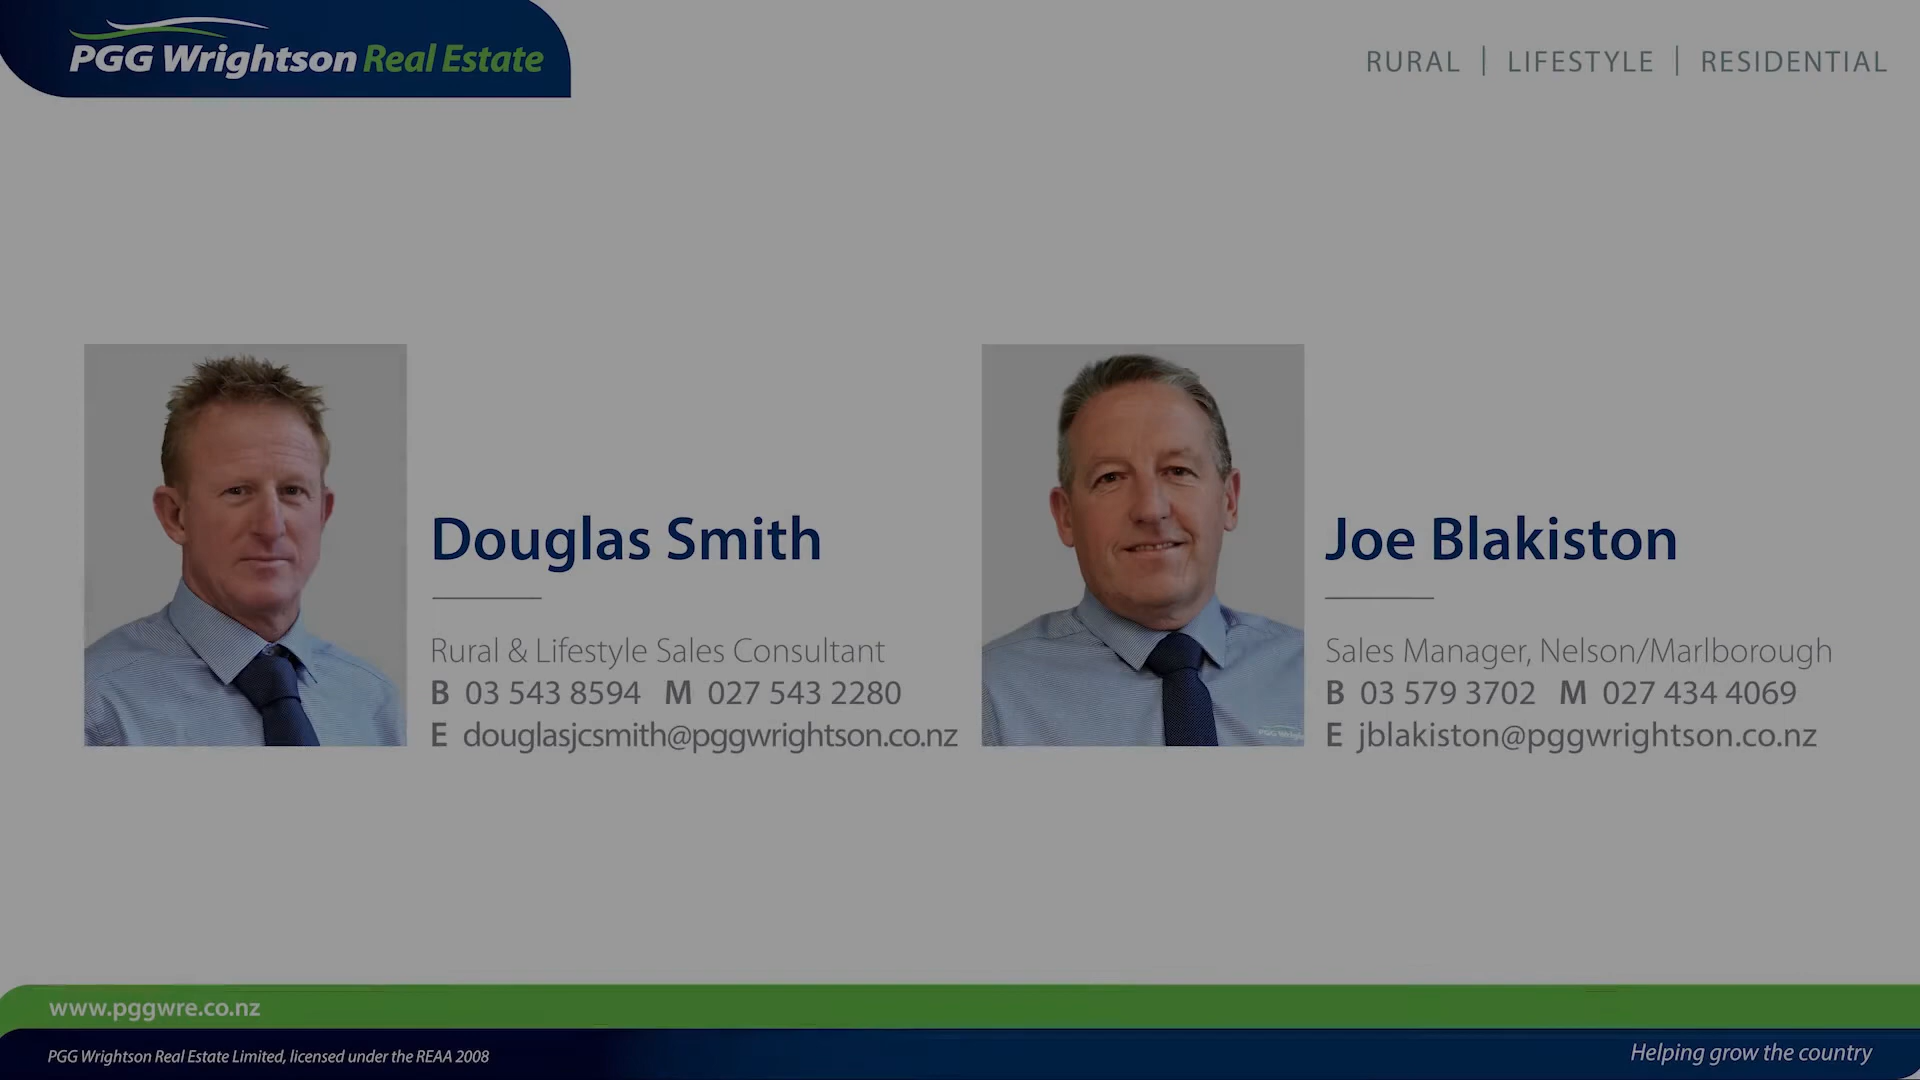 PGG Wrightson Real Estate
RURAL | LIFESTYLE | RESIDENTIAL
Douglas Smith
Rural & Lifestyle Sales Consultant
B 03 543 8594 M 027 543 2280
E douglasjcsmith@pggwrightson.co.nz
Joe Blakiston
Sales Manager, Nelson/Marlborough
B 03 579 3702 M 027 434 4069
E jblakiston@pggwrightson.co.nz
www.pggwre.co.nz
PGG Wrightson Real Estate Limited, licensed under the REAA 2008
Helping grow the country